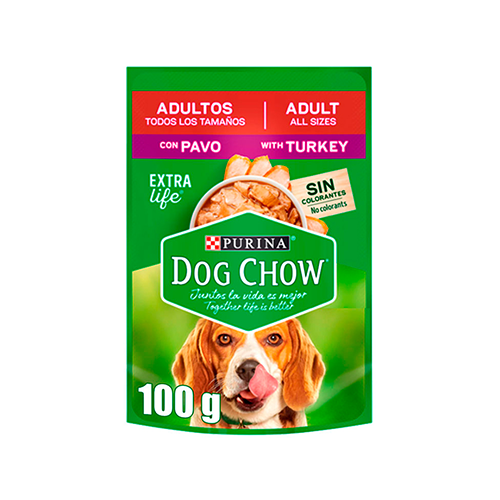 ADULTOS
TODOS LOS TAMAÑOS
ADULT
ALL SIZES
CON PAVO
WITH TURKEY
EXTRA
life®
SIN
COLORANTES
No colorants
PURINA
DOG CHOW®
Juntos la vida es mejor
Together life is better
100 g